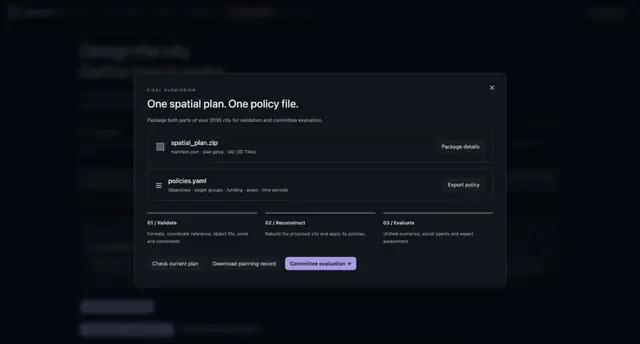 FINAL SUBMISSION
One spatial plan. One policy file.
Package both parts of your 2035 city for validation and committee evaluation.
spatial_plan.zip
manifest.json · plan.gpkg · 3d/ (3D Tiles)
Package details
policies.yaml
Objectives · target groups · funding · areas · time periods
Export policy
01 / Validate
Formats, coordinate reference, object IDs, costs
and constraints
02 / Reconstruct
Rebuild the proposed city and apply its policies.
03 / Evaluate
Unified scenarios, social agents and expert
assessment
Check current plan
Download planning record
Committee evaluation →